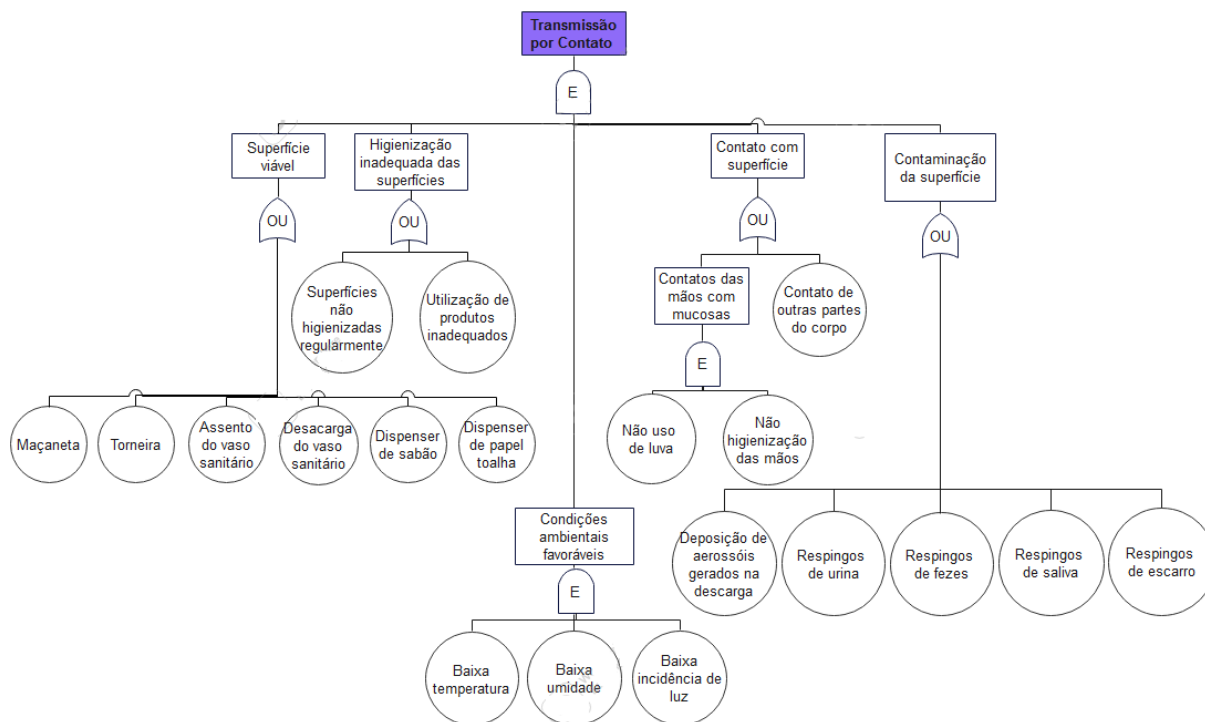 Transmissão
por Contato
E
Superfície
viável
Higienização
inadequada das
superfícies
Contato com
superfície
Contaminação
da superfície
OU
OU
OU
OU
Superfícies
não
higienizadas
regularmente
Utilização de
produtos
inadequados
Contatos das
mãos com
mucosas
Contato de
outras partes
do corpo
E
Maçaneta
Torneira
Assento
do vaso
sanitário
Desacarga
do vaso
sanitário
Dispenser
de sabão
Dispenser
de papel
toalha
Não uso
de luva
Não
higienização
das mãos
Condições
ambientais
favoráveis
Deposição de
aerossóis
gerados na
descarga
Respingos
de urina
Respingos
de fezes
Respingos
de saliva
Respingos
de escarro
E
Baixa
temperatura
Baixa
umidade
Baixa
incidência de
luz